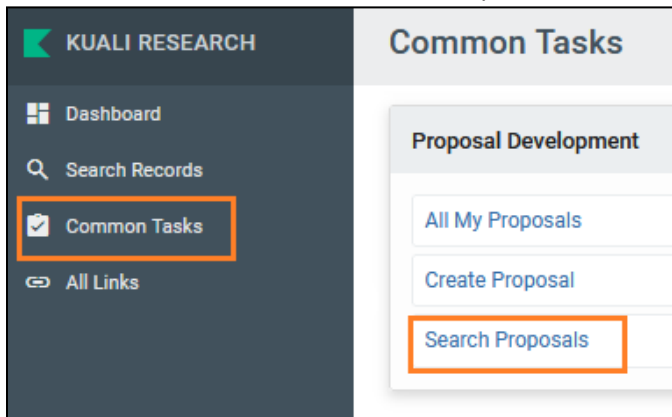 KUALI RESEARCH
Dashboard
Search Records
Common Tasks
All Links
Common Tasks
Proposal Development
All My Proposals
Create Proposal
Search Proposals